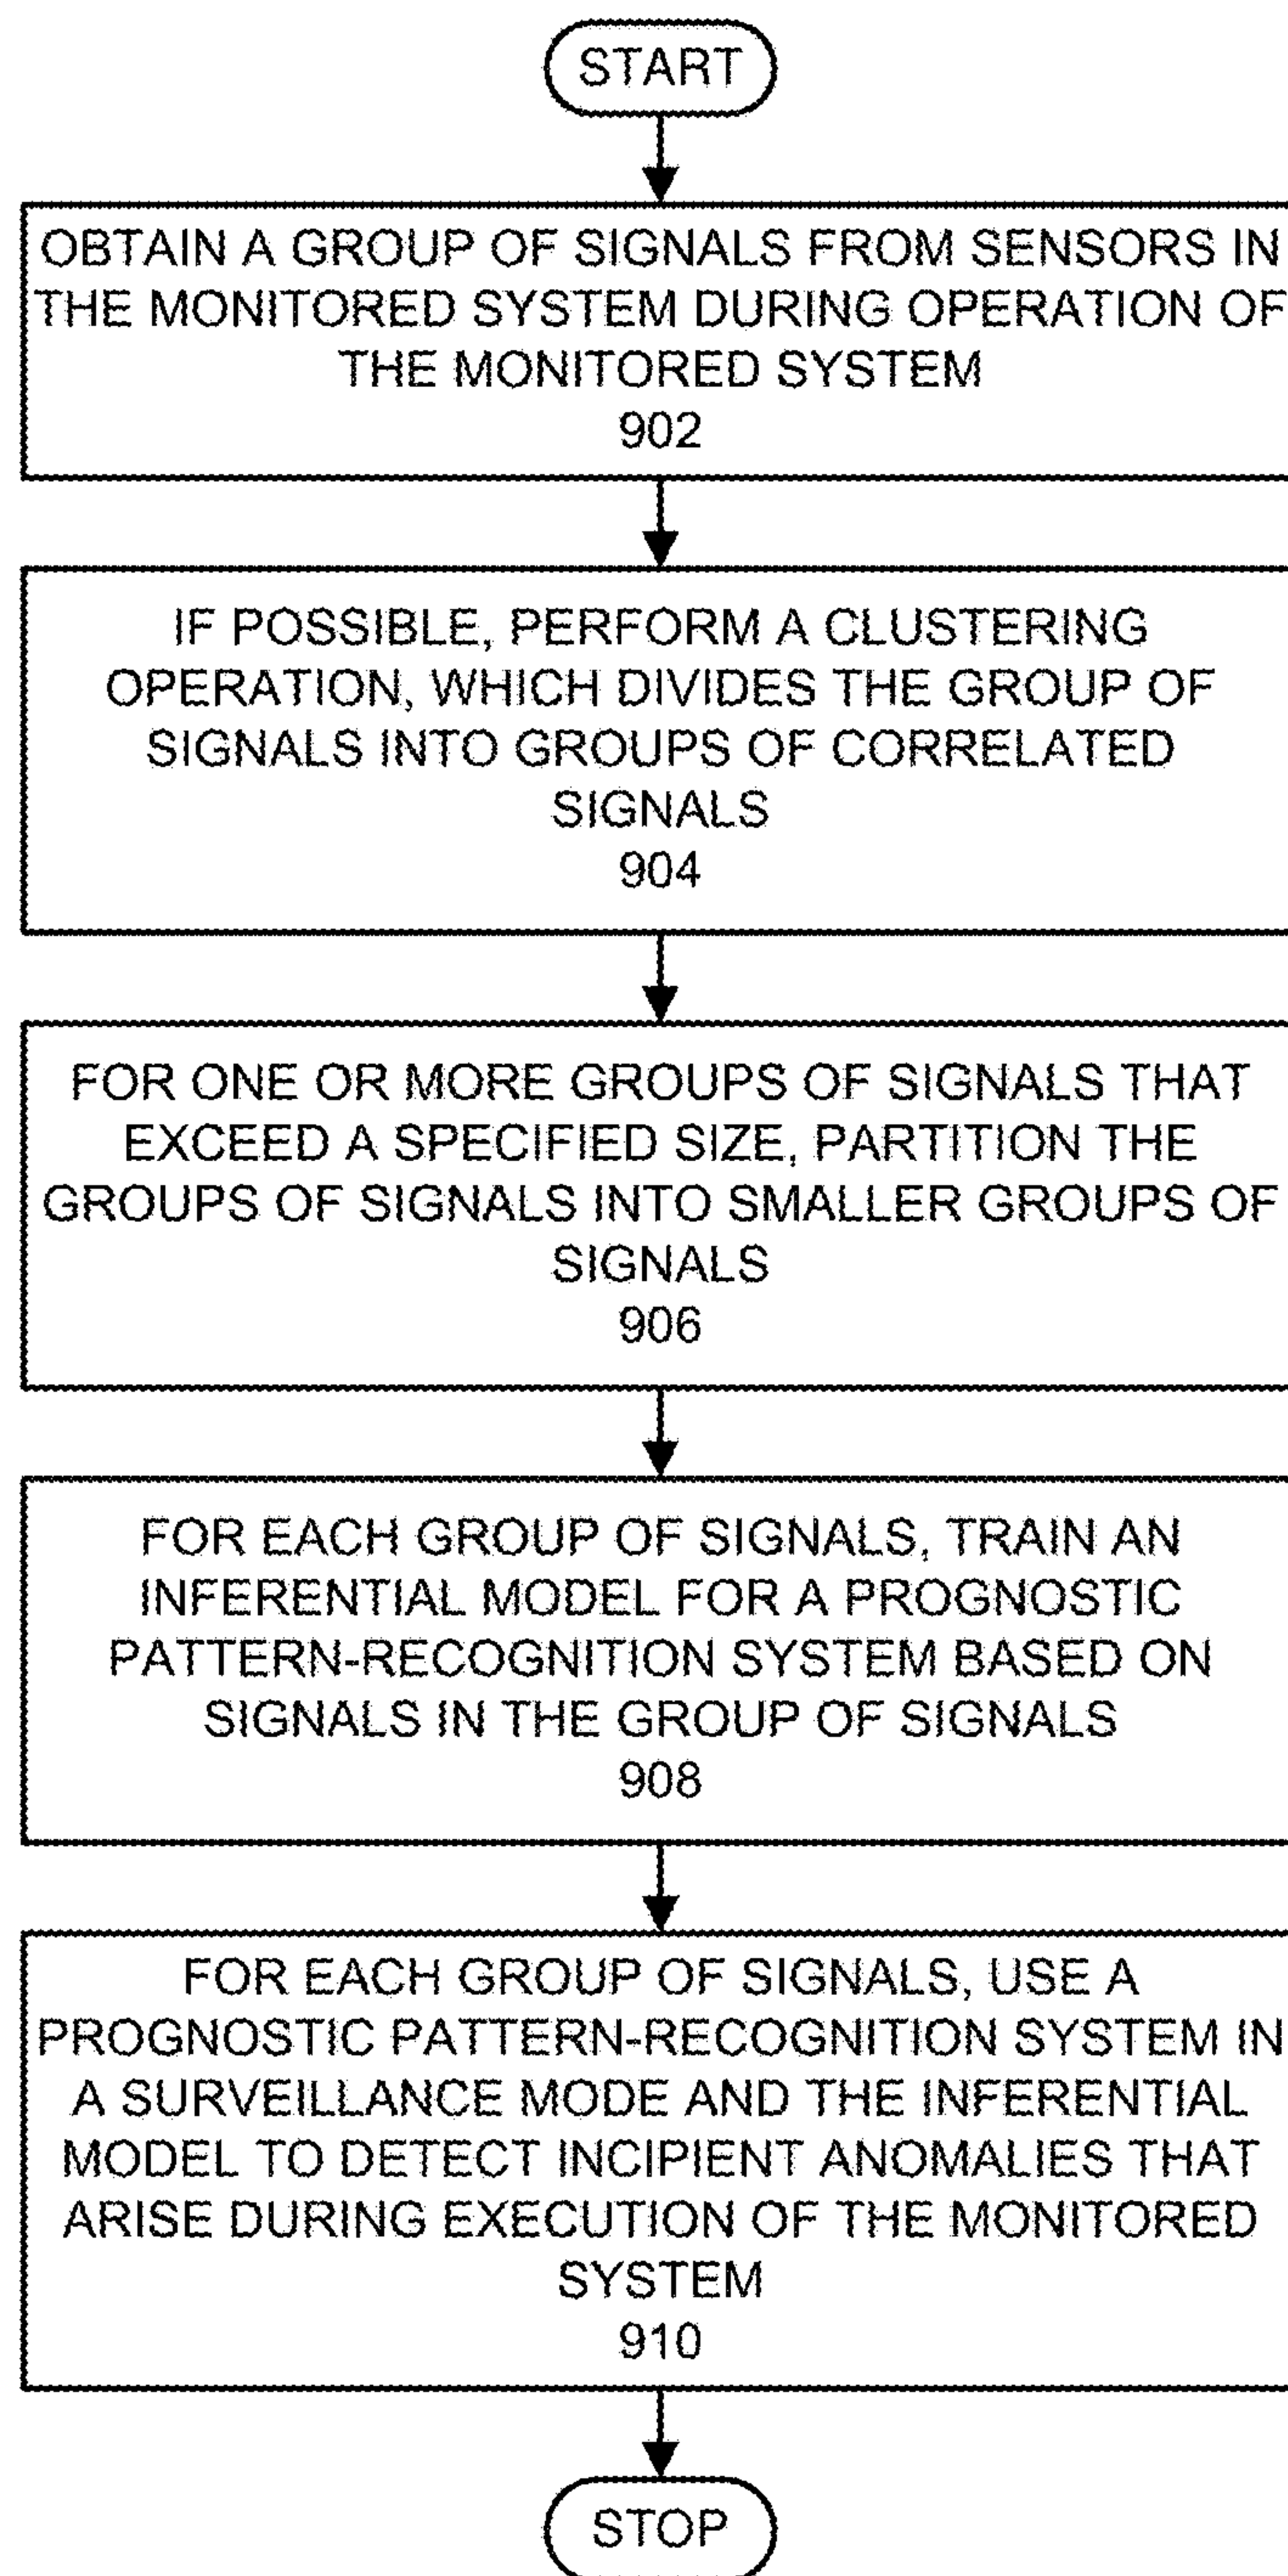 START
OBTAIN A GROUP OF SIGNALS FROM SENSORS IN
THE MONITORED SYSTEM DURING OPERATION OF
THE MONITORED SYSTEM
902
IF POSSIBLE, PERFORM A CLUSTERING
OPERATION, WHICH DIVIDES THE GROUP OF
SIGNALS INTO GROUPS OF CORRELATED
SIGNALS
904
FOR ONE OR MORE GROUPS OF SIGNALS THAT
EXCEED A SPECIFIED SIZE, PARTITION THE
GROUPS OF SIGNALS INTO SMALLER GROUPS OF
SIGNALS
906
FOR EACH GROUP OF SIGNALS, TRAIN AN
INFERENTIAL MODEL FOR A PROGNOSTIC
PATTERN-RECOGNITION SYSTEM BASED ON
SIGNALS IN THE GROUP OF SIGNALS
908
FOR EACH GROUP OF SIGNALS, USE A
PROGNOSTIC PATTERN-RECOGNITION SYSTEM IN
A SURVEILLANCE MODE AND THE INFERENTIAL
MODEL TO DETECT INCIPIENT ANOMALIES THAT
ARISE DURING EXECUTION OF THE MONITORED
SYSTEM
910
STOP